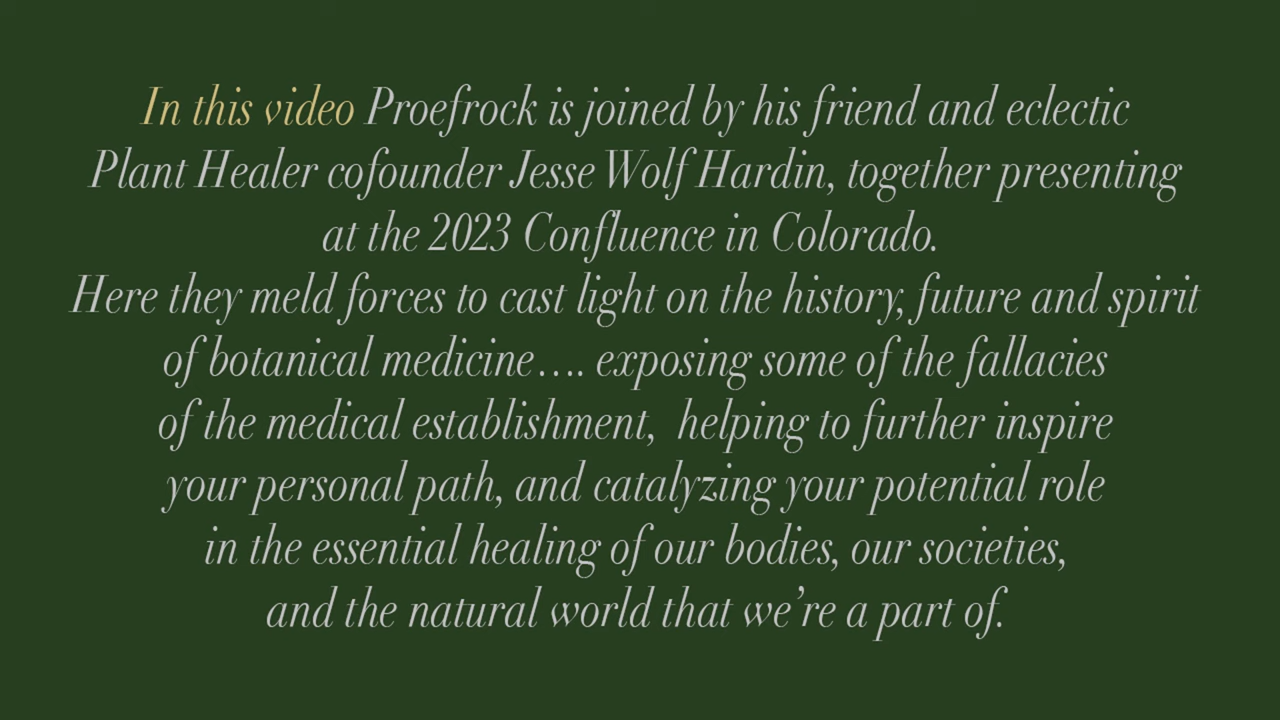 In this video Proefrock is joined by his friend and eclectic
Plant Healer cofounder Jesse Wolf Hardin, together presenting
at the 2023 Confluence in Colorado.
Here they meld forces to cast light on the history, future and spirit
of botanical medicine…. exposing some of the fallacies
of the medical establishment,  helping to further inspire
your personal path, and catalyzing your potential role
in the essential healing of our bodies, our societies,
and the natural world that we’re a part of.